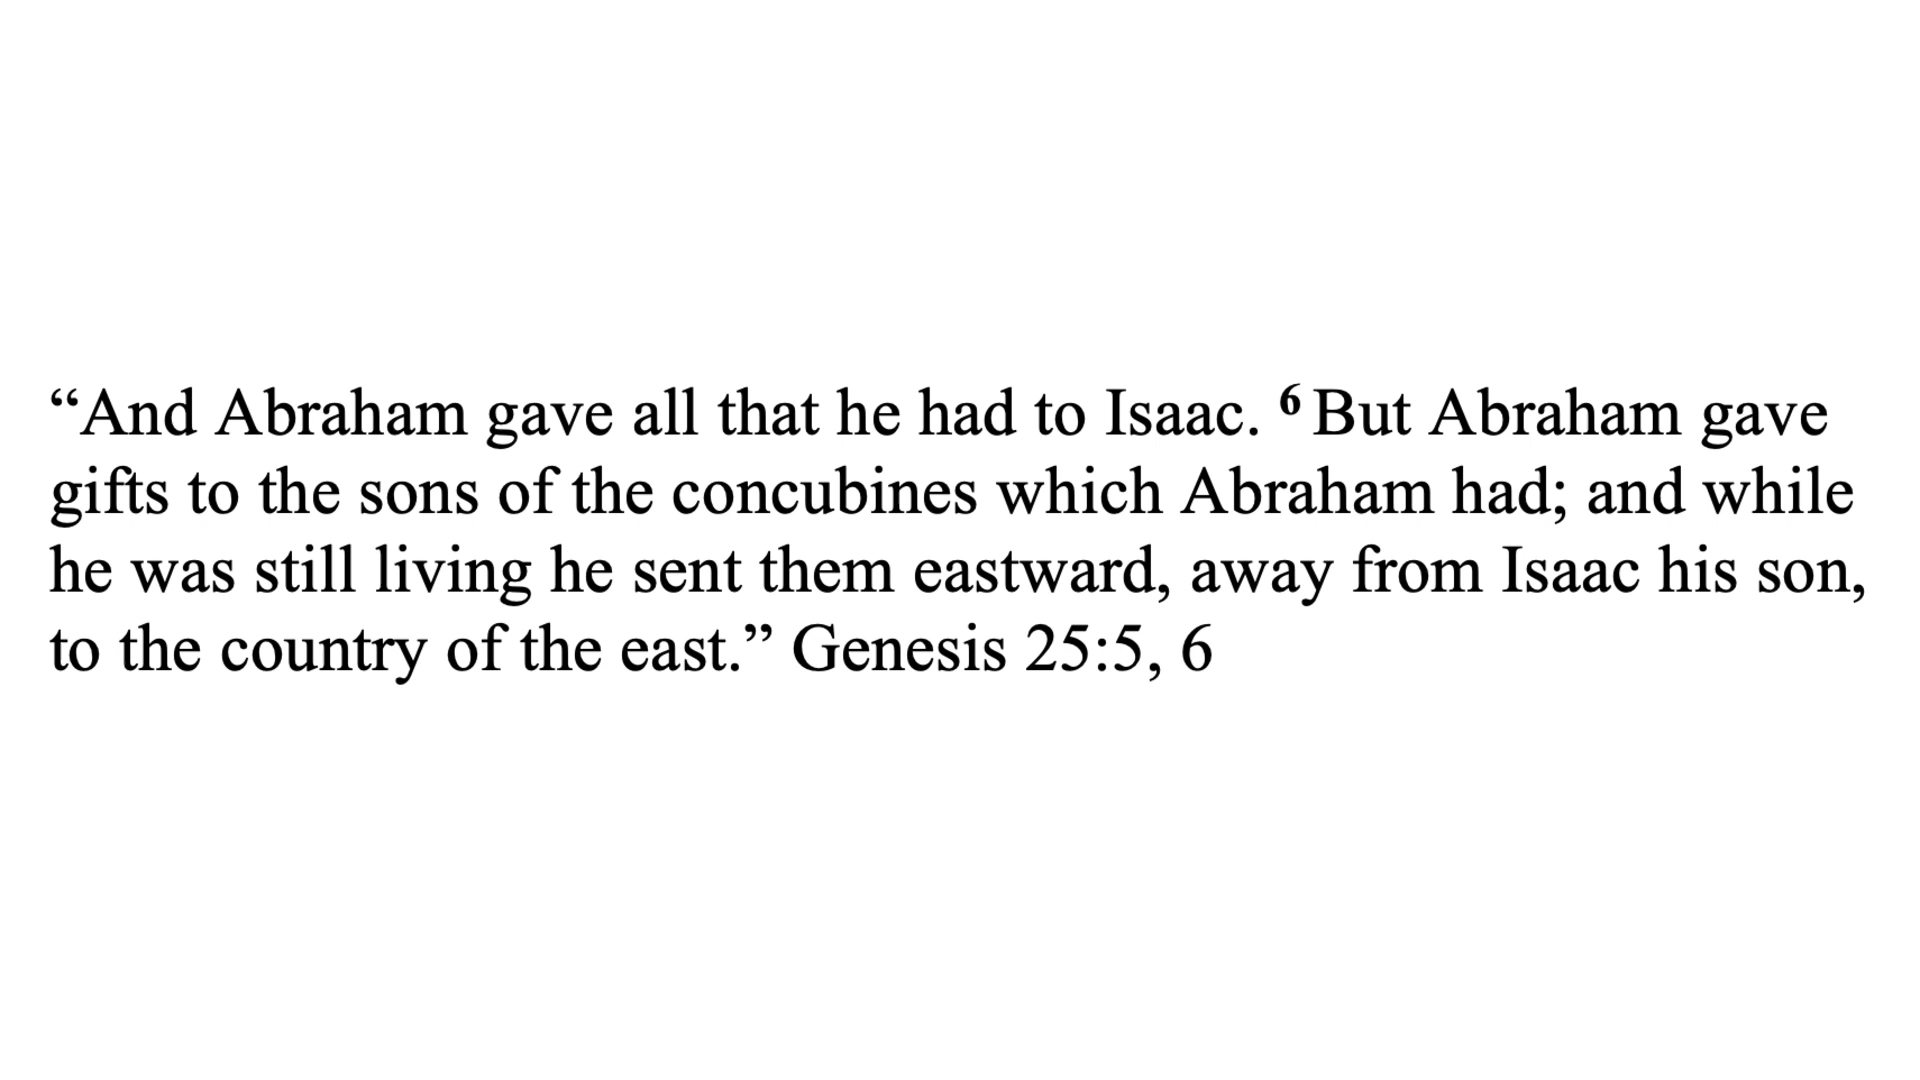 “And Abraham gave all that he had to Isaac. ⁶ But Abraham gave
gifts to the sons of the concubines which Abraham had; and while
he was still living he sent them eastward, away from Isaac his son,
to the country of the east.” Genesis 25:5, 6